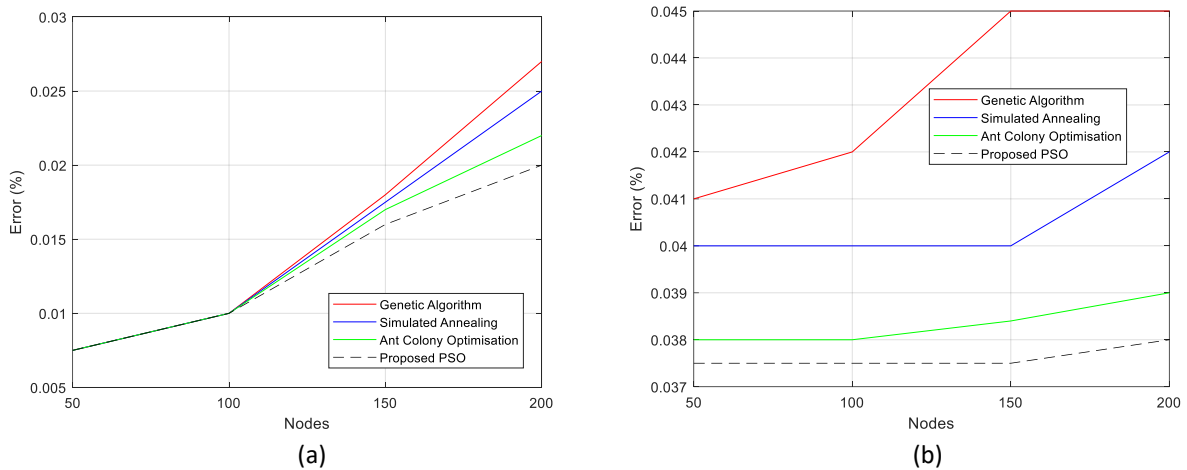 0.03
0.025
0.02
0.015
0.01
0.005
Error (%)
50
100
150
200
Nodes
Genetic Algorithm
Simulated Annealing
Ant Colony Optimisation
Proposed PSO
(a)
0.045
0.044
0.043
0.042
0.041
0.04
0.039
0.038
0.037
Error (%)
50
100
150
200
Nodes
Genetic Algorithm
Simulated Annealing
Ant Colony Optimisation
Proposed PSO
(b)